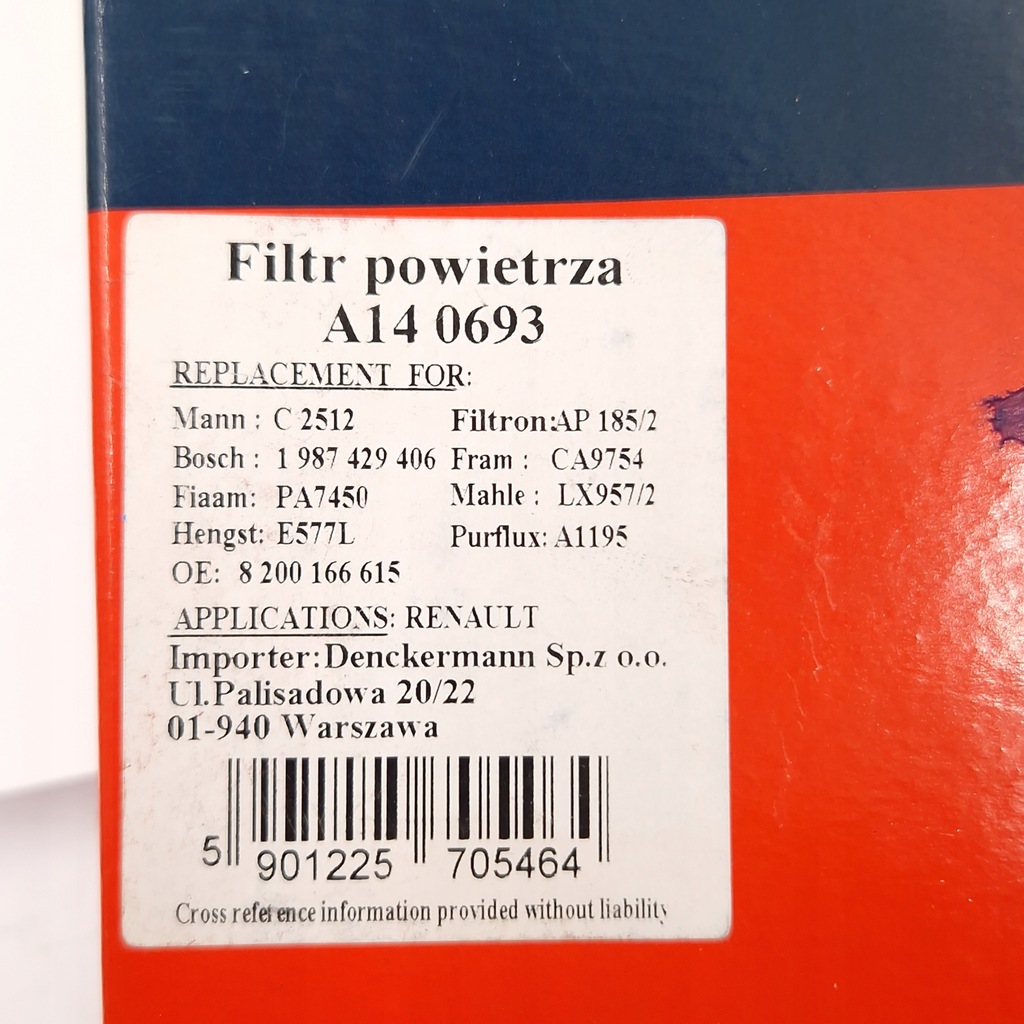 Filtr powietrza
A14 0693
REPLACEMENT FOR:
Mann : C 2512 Filtron:AP 185/2
Bosch : 1 987 429 406 Fram : CA9754
Fiaam: PA7450 Mahle : LX957/2
Hengst: E577L Purflux: A1195
OE: 8 200 166 615
APPLICATIONS: RENAULT
Importer:Denckermann Sp.z o.o.
Ul.Palisadowa 20/22
01-940 Warszawa
5 901225 705464
Cross reference information provided without liability